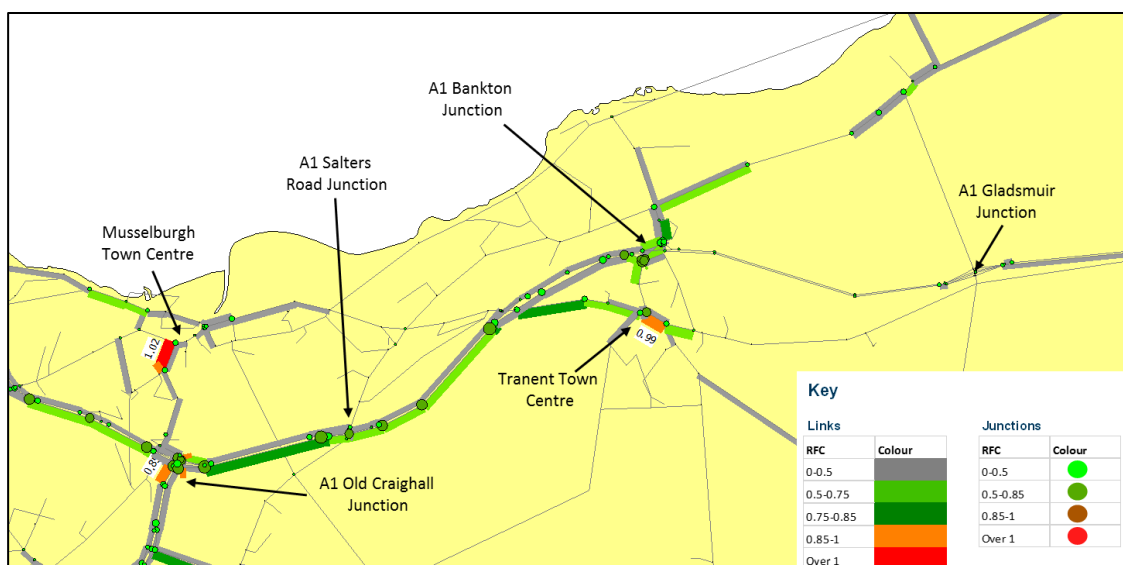 A1 Bankton
Junction
A1 Salters
Road Junction
A1 Gladsmuir
Junction
Musselburgh
Town Centre
1.02
0.99
Tranent Town
Centre
A1 Old Craighall
Junction
Key
Links
RFC Colour
0-0.5
0.5-0.75
0.75-0.85
0.85-1
Over 1
Junctions
RFC Colour
0-0.5
0.5-0.85
0.85-1
Over 1